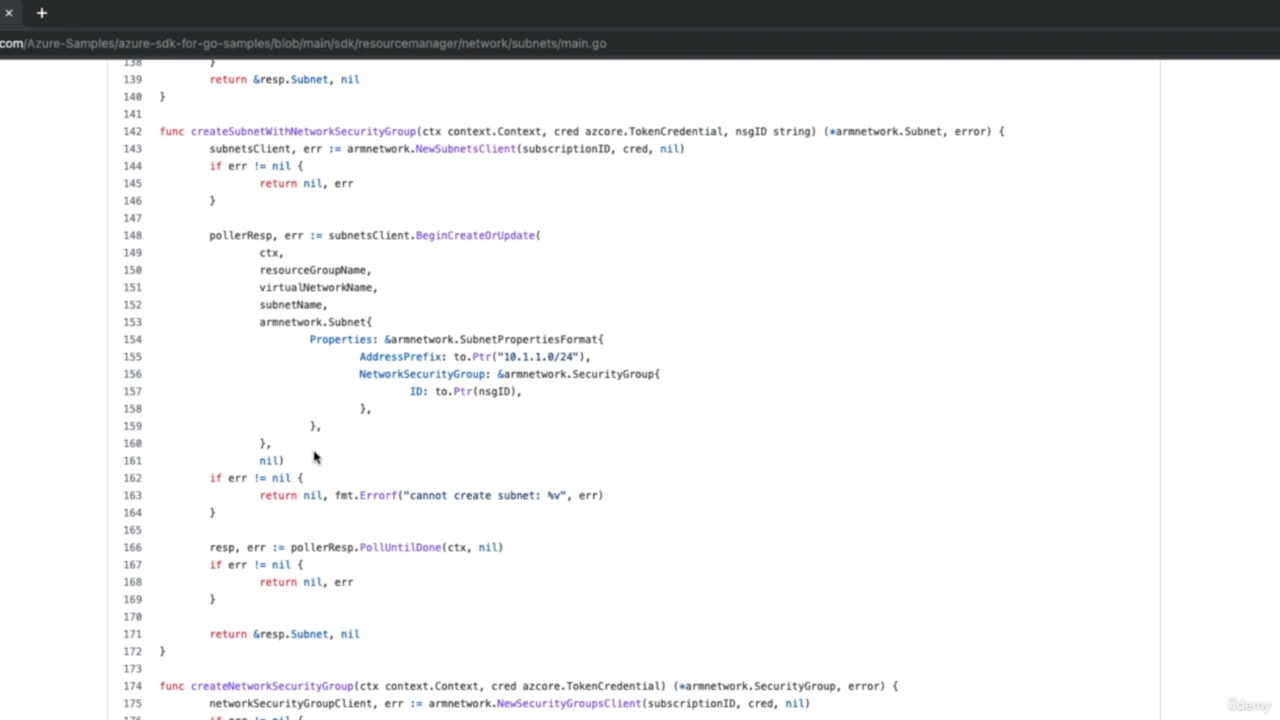 × +
com/Azure-Samples/azure-sdk-for-go-samples/blob/main/sdk/resourcemanager/network/subnets/main.go
138 }
139 return &resp.Subnet, nil
140 }
141
142 func createSubnetWithNetworkSecurityGroup(ctx context.Context, cred azcore.TokenCredential, nsgID string) (*armnetwork.Subnet, error) {
143 subnetsClient, err := armnetwork.NewSubnetsClient(subscriptionID, cred, nil)
144 if err != nil {
145 return nil, err
146 }
147
148 pollerResp, err := subnetsClient.BeginCreateOrUpdate(
149 ctx,
150 resourceGroupName,
151 virtualNetworkName,
152 subnetName,
153 armnetwork.Subnet{
154 Properties: &armnetwork.SubnetPropertiesFormat{
155 AddressPrefix: to.Ptr("10.1.1.0/24"),
156 NetworkSecurityGroup: &armnetwork.SecurityGroup{
157 ID: to.Ptr(nsgID),
158 },
159 },
160 },
161 nil)
162 if err != nil {
163 return nil, fmt.Errorf("cannot create subnet: %v", err)
164 }
165
166 resp, err := pollerResp.PollUntilDone(ctx, nil)
167 if err != nil {
168 return nil, err
169 }
170
171 return &resp.Subnet, nil
172 }
173
174 func createNetworkSecurityGroup(ctx context.Context, cred azcore.TokenCredential) (*armnetwork.SecurityGroup, error) {
175 networkSecurityGroupClient, err := armnetwork.NewSecurityGroupsClient(subscriptionID, cred, nil)
176 if err != nil {
ûdemy